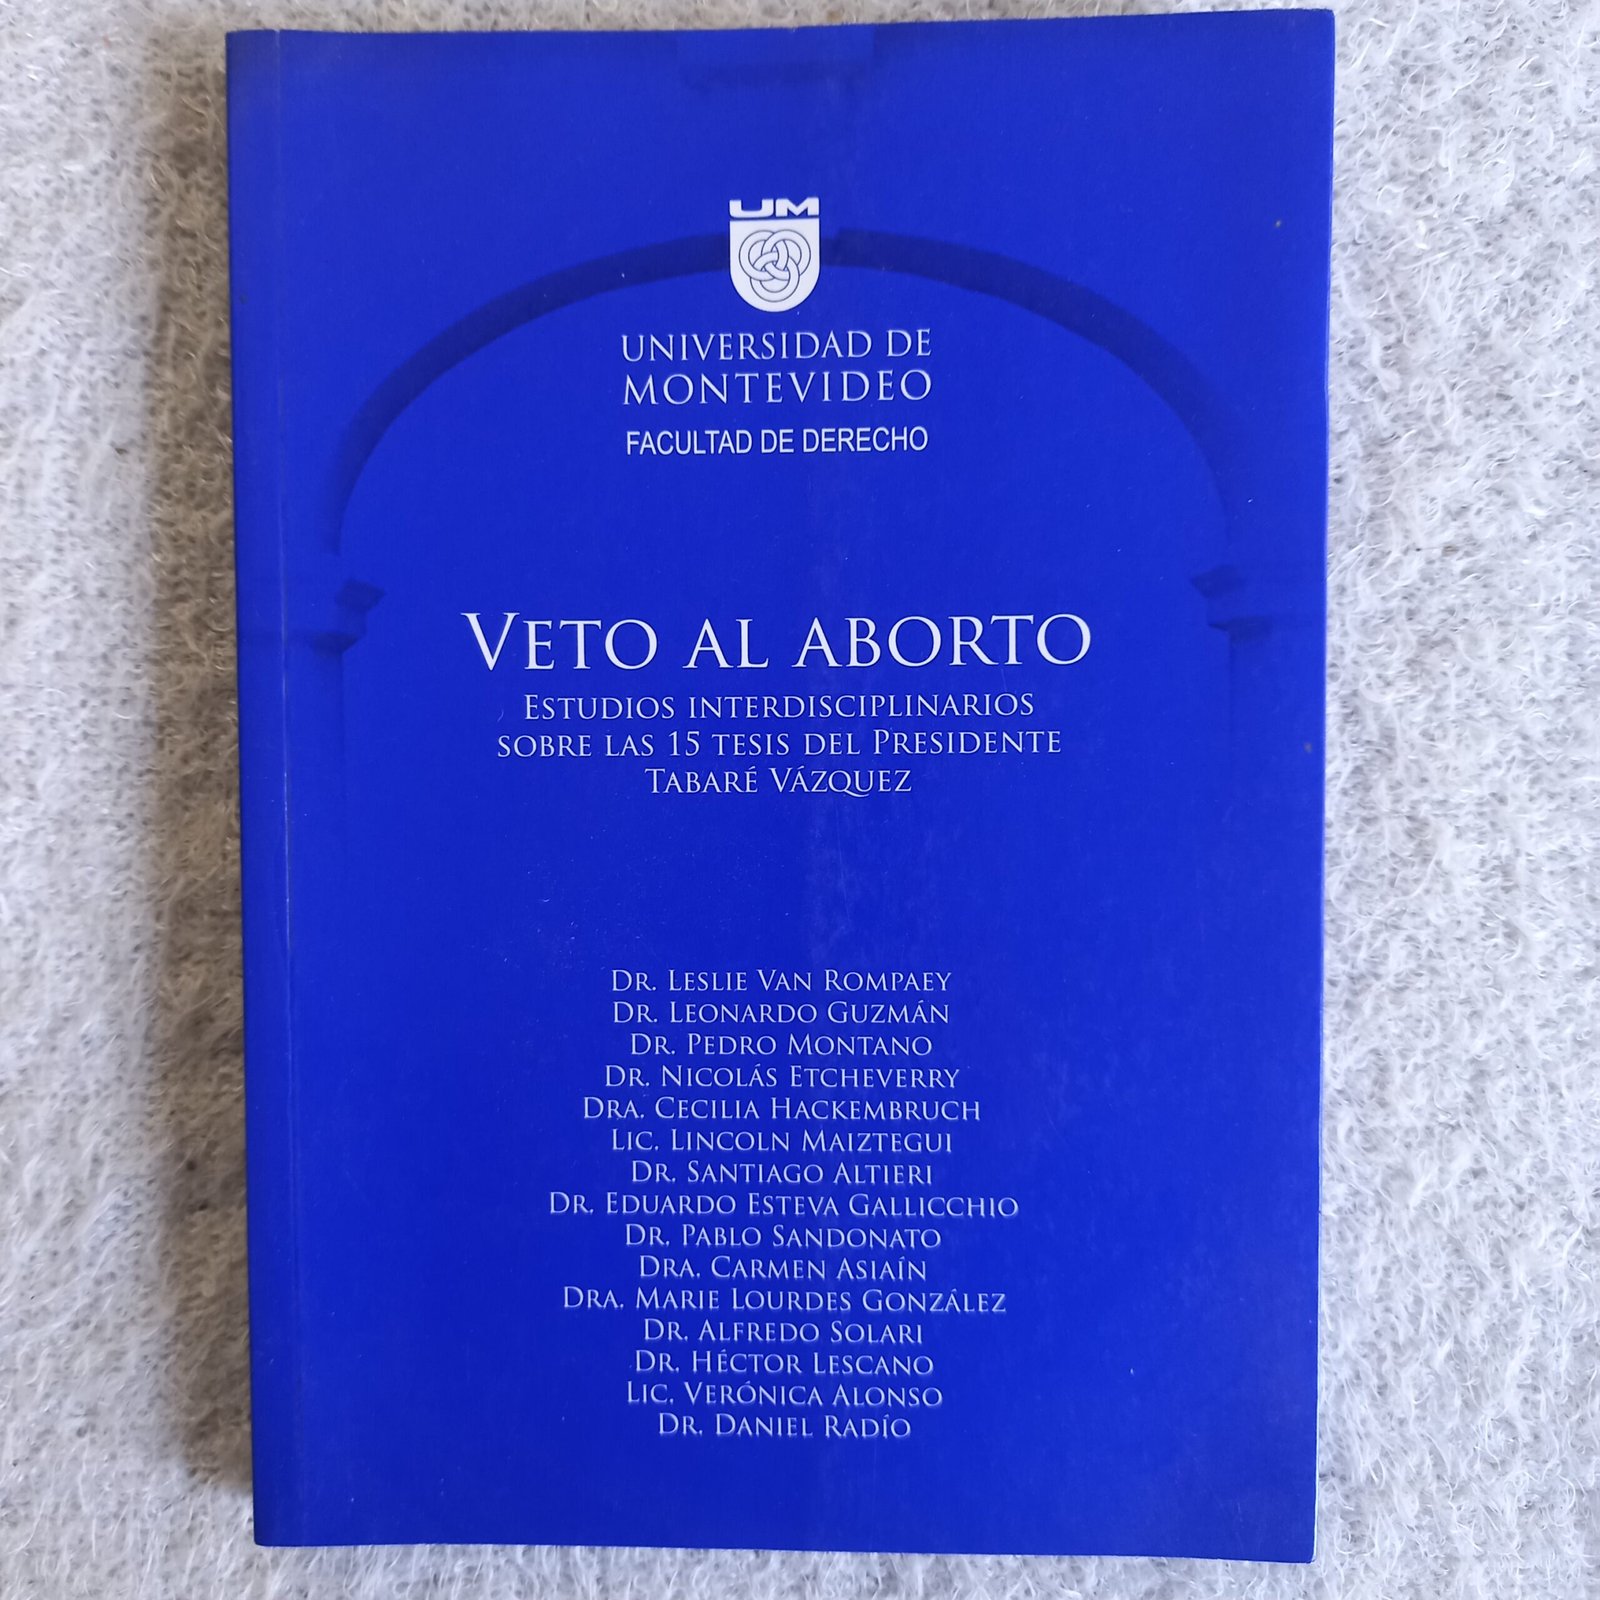 UM
UNIVERSIDAD DE
MONTEVIDEO
FACULTAD DE DERECHO
VETO AL ABORTO
ESTUDIOS INTERDISCIPLINARIOS
SOBRE LAS 15 TESIS DEL PRESIDENTE
TABARÉ VÁZQUEZ
DR. LESLIE VAN ROMPAEY
DR. LEONARDO GUZMÁN
DR. PEDRO MONTANO
DR. NICOLÁS ETCHEVERRY
DRA. CECILIA HACKEMBRUCH
LIC. LINCOLN MAIZTEGUI
DR. SANTIAGO ALTIERI
DR. EDUARDO ESTEVA GALLICCHIO
DR. PABLO SANDONATO
DRA. CARMEN ASIAÍN
DRA. MARIE LOURDES GONZÁLEZ
DR. ALFREDO SOLARI
DR. HÉCTOR LESCANO
LIC. VERÓNICA ALONSO
DR. DANIEL RADÍO